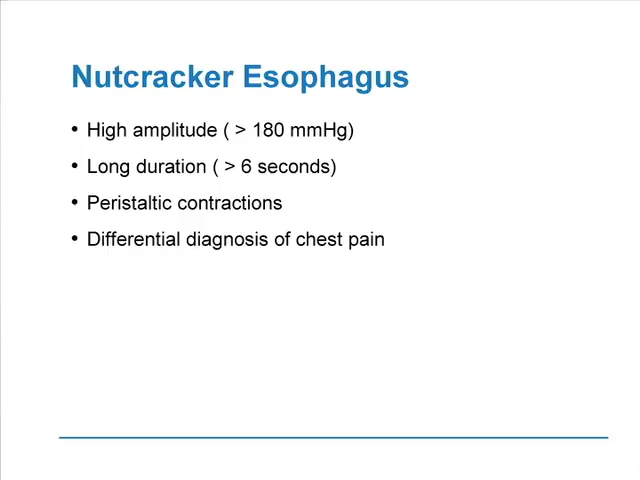 Nutcracker Esophagus
• High amplitude ( > 180 mmHg)
• Long duration ( > 6 seconds)
• Peristaltic contractions
• Differential diagnosis of chest pain